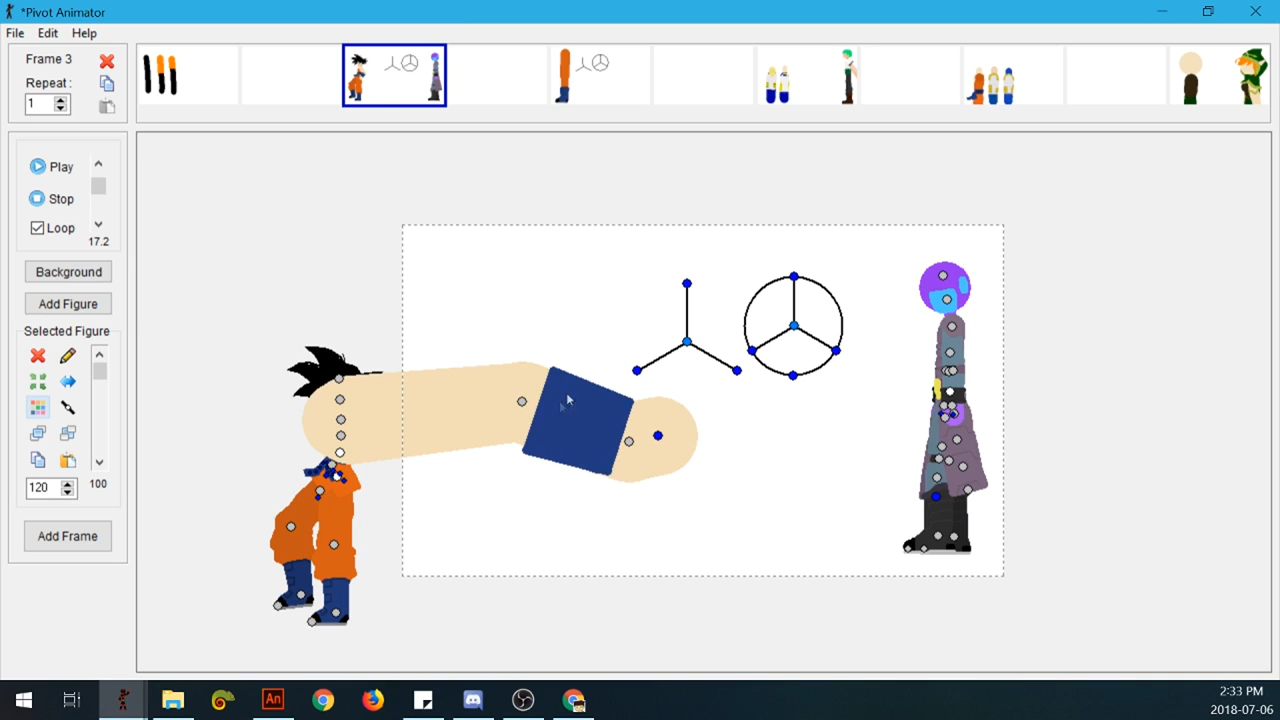 *Pivot Animator
File Edit Help
Frame 3
Repeat :
1
Play
Stop
Loop
17.2
Background
Add Figure
Selected Figure
120
100
Add Frame
An
2:33 PM
2018-07-06